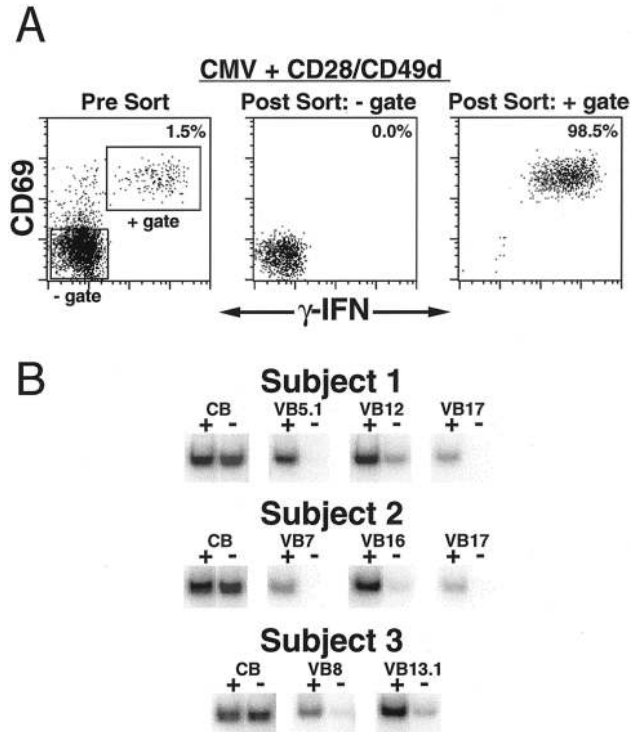 A
CMV + CD28/CD49d
Pre Sort Post Sort: - gate Post Sort: + gate
1.5% 0.0% 98.5%
CD69
+ gate
- gate
γ-IFN
B
Subject 1
CB VB5.1 VB12 VB17
+ - + - + - + -
Subject 2
CB VB7 VB16 VB17
+ - + - + - + -
Subject 3
CB VB8 VB13.1
+ - + - + -